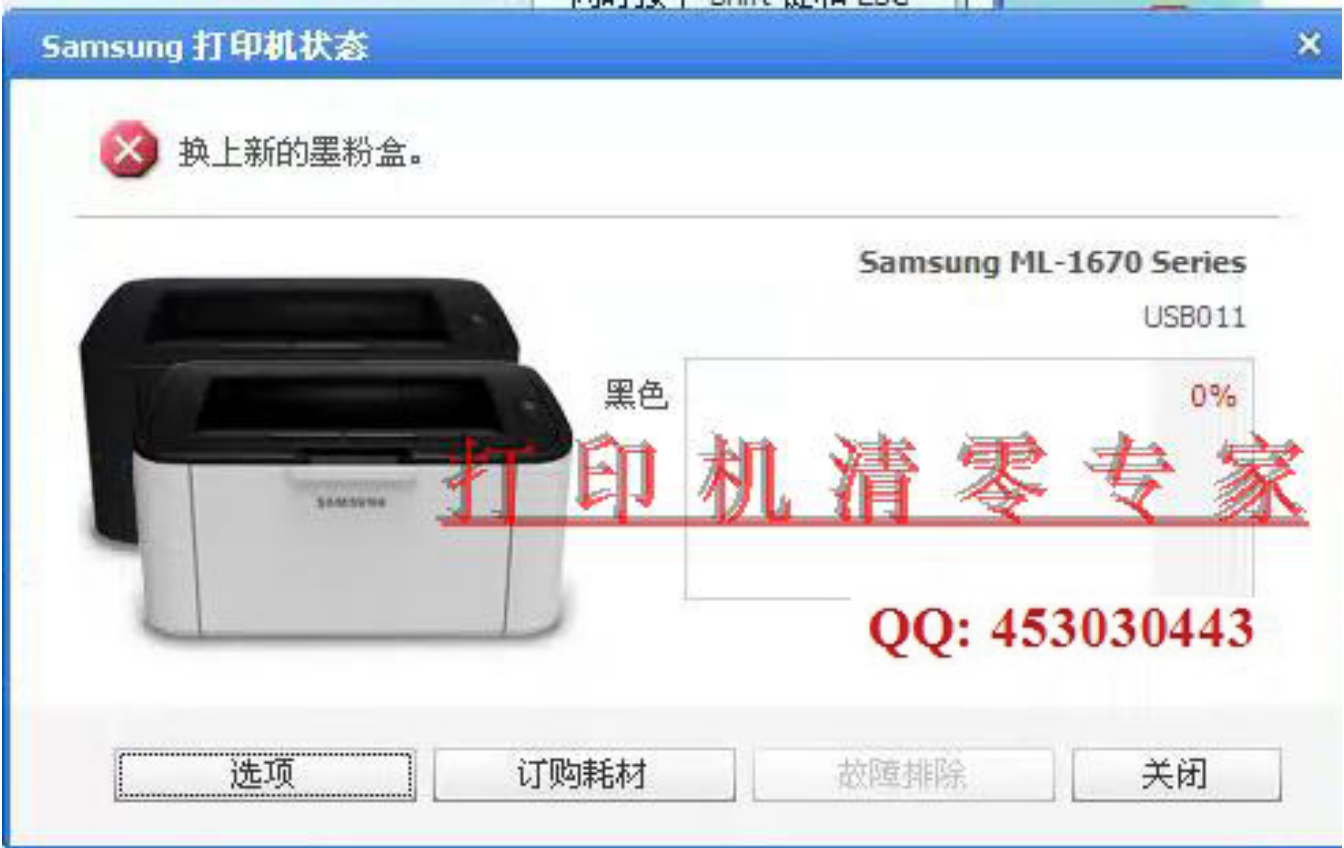 Samsung 打印机状态
换上新的墨粉盒。
Samsung ML-1670 Series
USB011
黑色
0%
SAMSUNG
打印机清零专家
QQ: 453030443
选项
订购耗材
故障排除
关闭